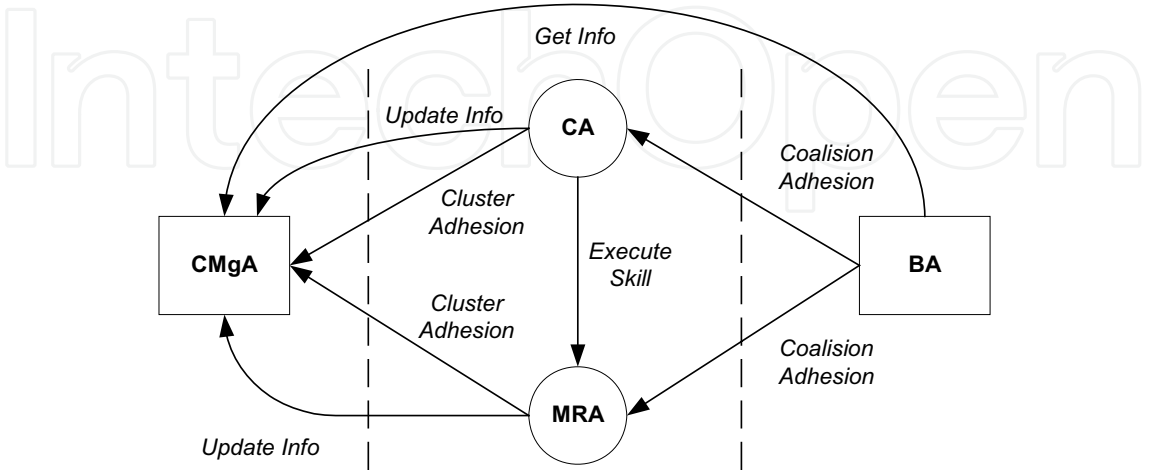 IntechOpen
Get Info
Update Info
CA
Coalision
Adhesion
Cluster
Adhesion
CMgA
Execute
Skill
BA
Cluster
Adhesion
Coalision
Adhesion
MRA
Update Info